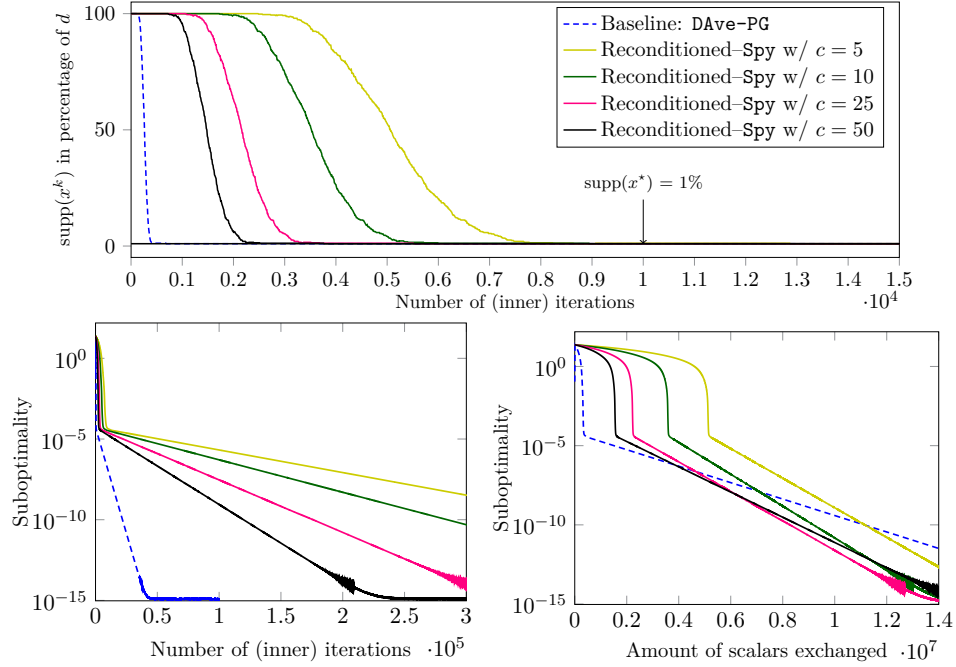 supp(x^k) in percentage of d
100
50
0
Baseline: DAve-PG
Reconditioned–Spy w/ c = 5
Reconditioned–Spy w/ c = 10
Reconditioned–Spy w/ c = 25
Reconditioned–Spy w/ c = 50
supp(x⋆) = 1%
0 0.1 0.2 0.3 0.4 0.5 0.6 0.7 0.8 0.9 1 1.1 1.2 1.3 1.4 1.5
Number of (inner) iterations
·10^4
Suboptimality
10^0
10^−5
10^−10
10^−15
0 0.5 1 1.5 2 2.5 3
Number of (inner) iterations ·10^5
Suboptimality
10^0
10^−5
10^−10
10^−15
0 0.2 0.4 0.6 0.8 1 1.2 1.4
Amount of scalars exchanged ·10^7